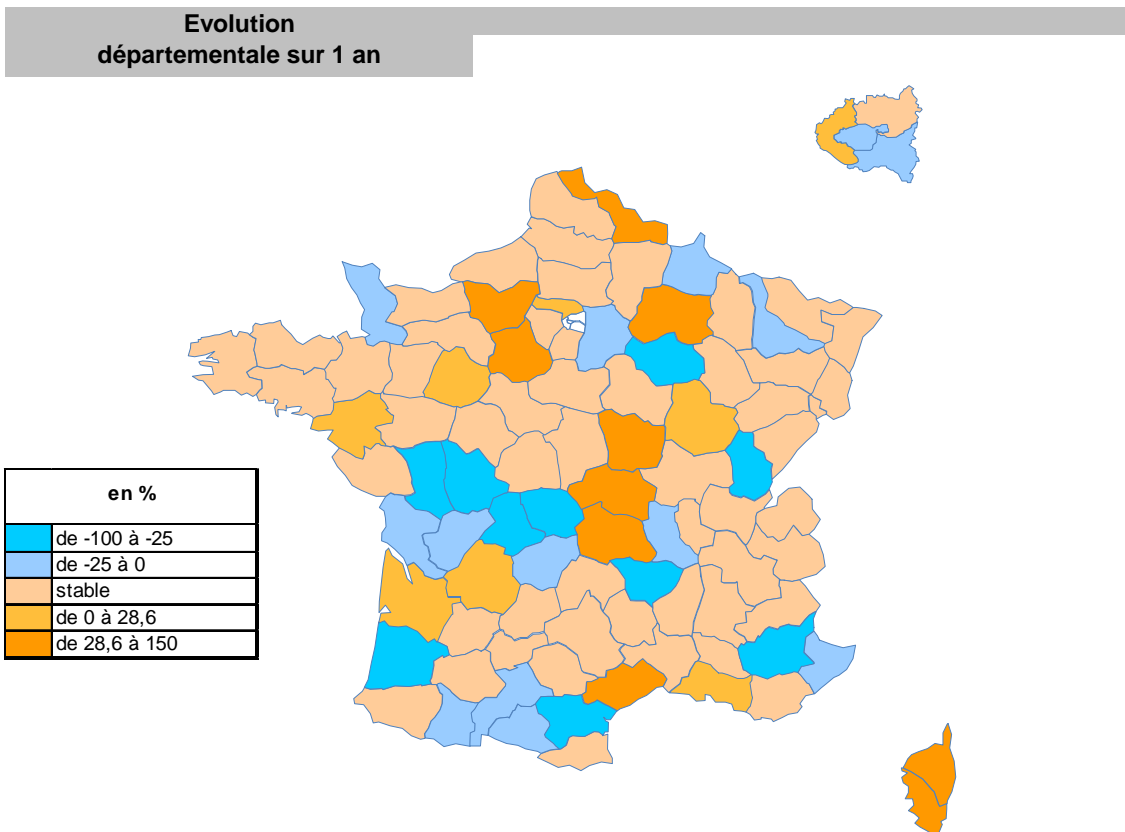 Evolution
départementale sur 1 an
en %
de -100 à -25
de -25 à 0
stable
de 0 à 28,6
de 28,6 à 150